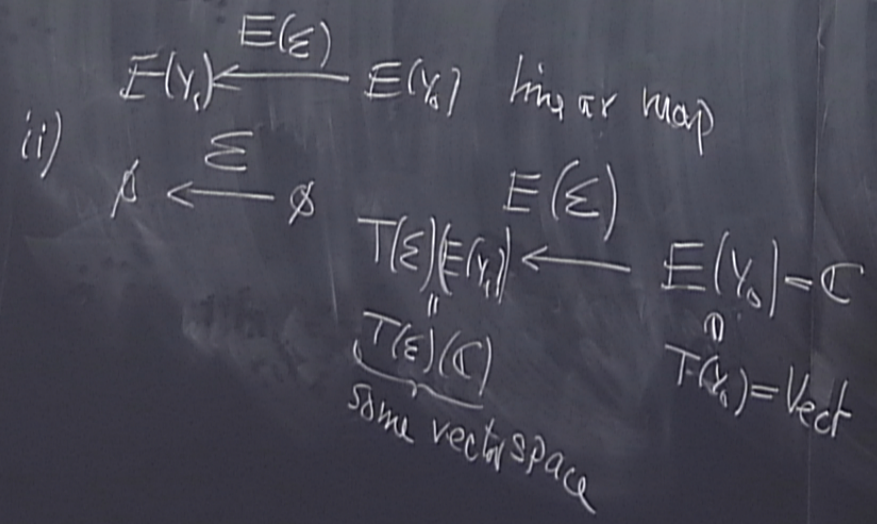 E(Σ)
E(Y₁) ← E(Y₀) linear map
ii) Σ
∅ ← ∅
E(Σ)
T(Σ)(E(Y₁)) ← E(Y₀) = ℂ
T(Σ)(ℂ)
T(Y₀) = Vect
some vector space